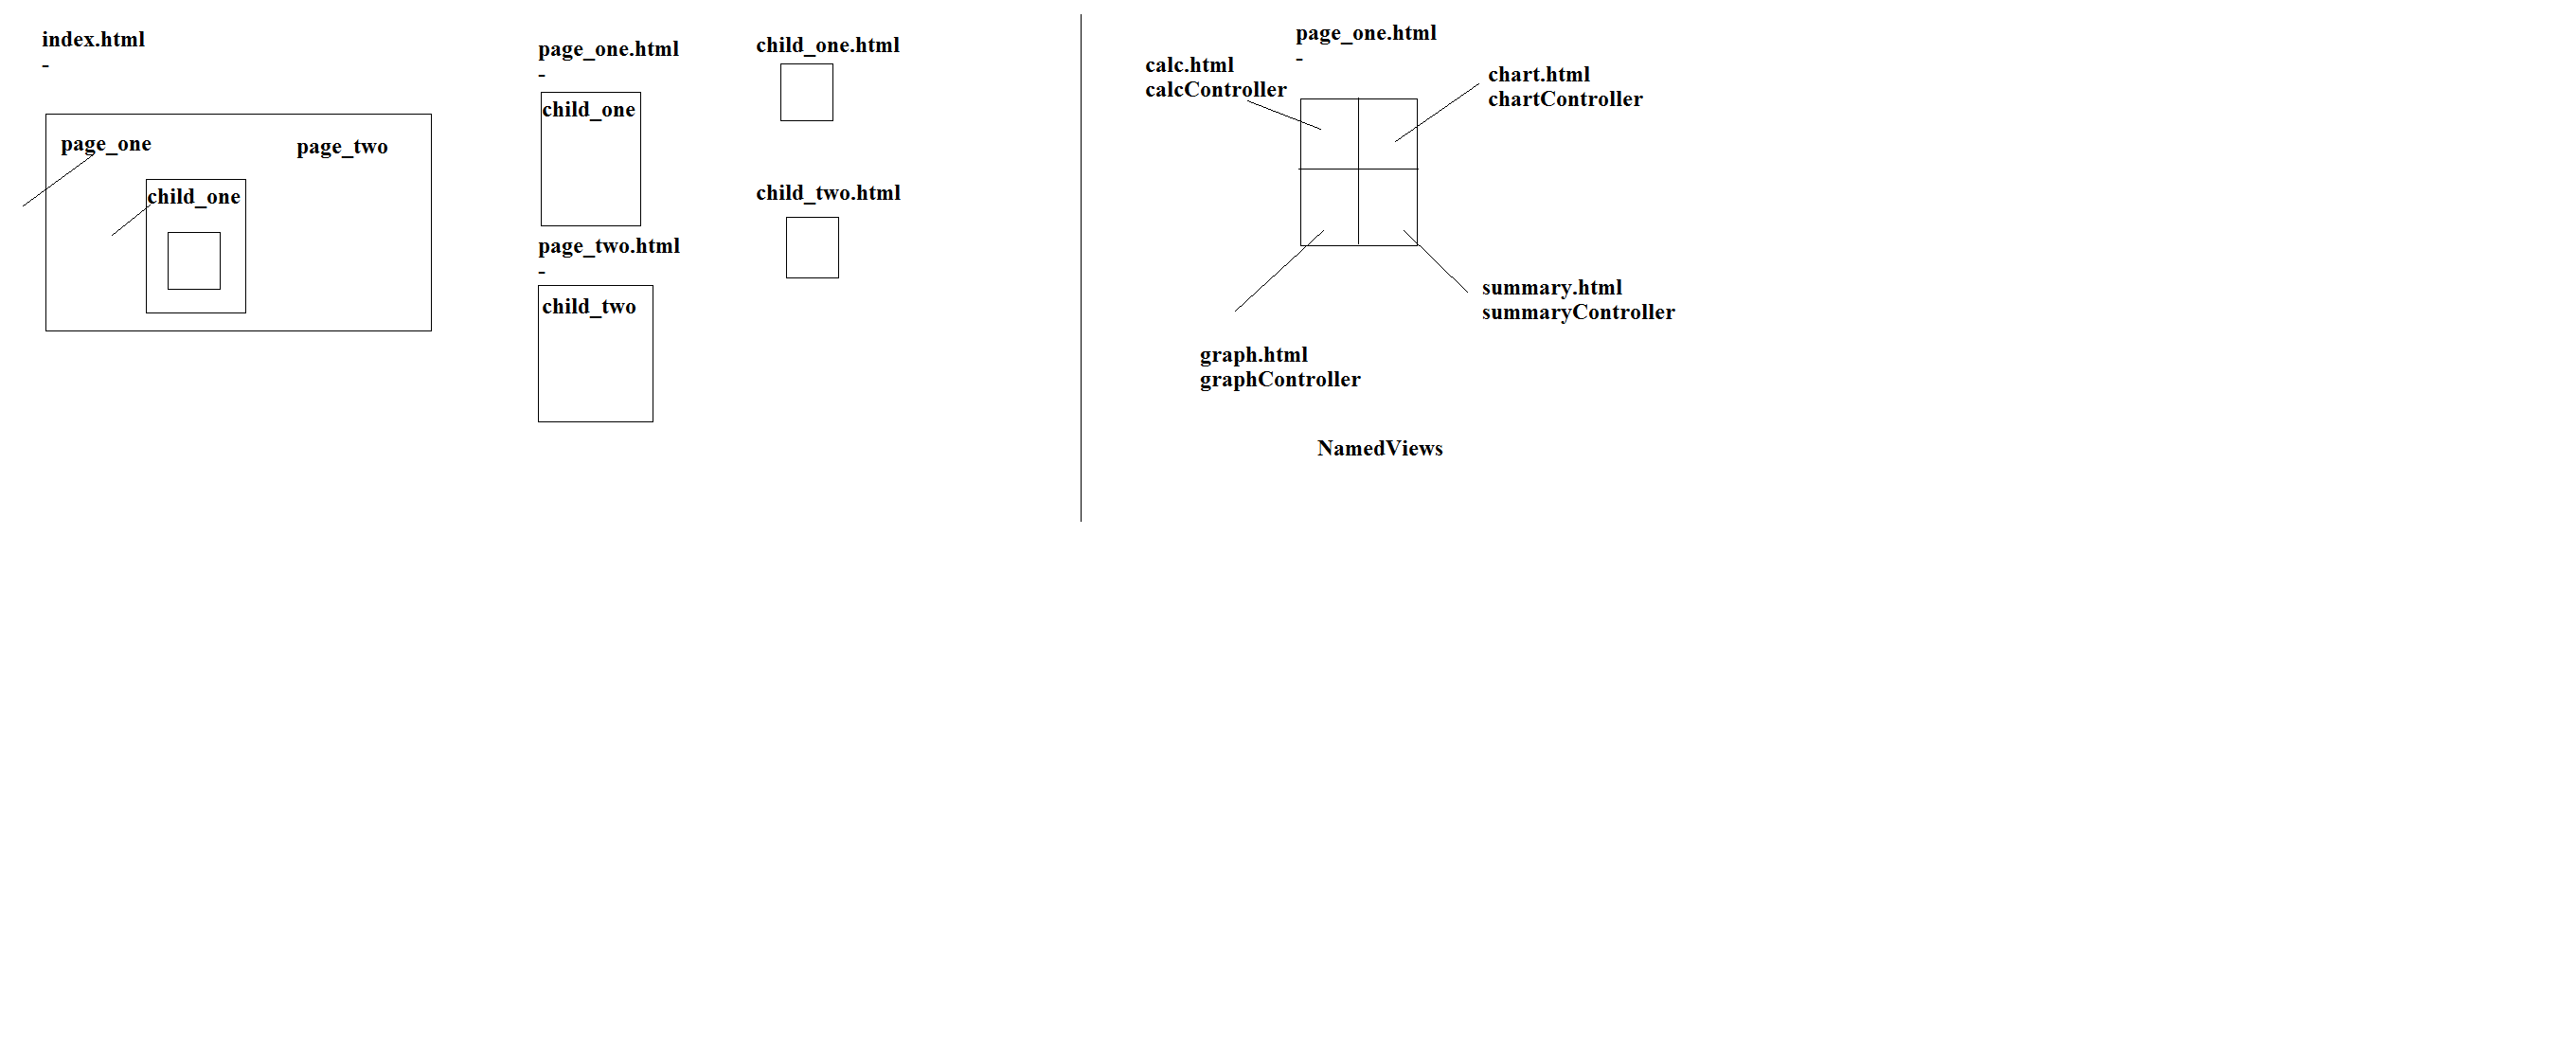 index.html
-
page_one
page_two
child_one
page_one.html
-
child_one
page_two.html
-
child_two
child_one.html
child_two.html
page_one.html
-
calc.html
calcController
chart.html
chartController
summary.html
summaryController
graph.html
graphController
NamedViews